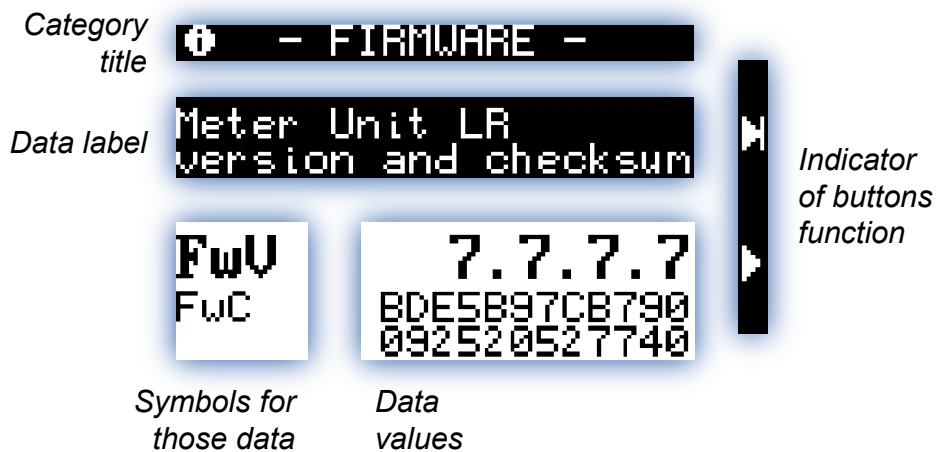 Category
title
i - FIRMWARE -
Data label
Meter Unit LR
version and checksum
Indicator
of buttons
function
FwV
FwC
7.7.7.7
BDE5B97CB790
092520527740
Symbols for
those data
Data
values